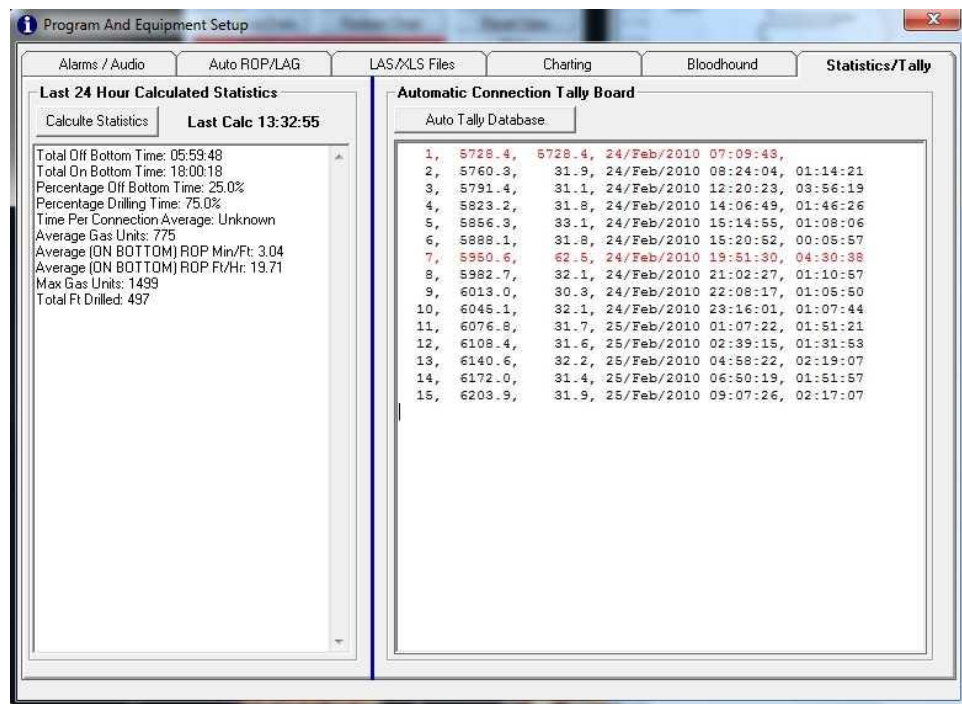 Program And Equipment Setup
Alarms / Audio
Auto ROP/LAG
LAS/XLS Files
Charting
Bloodhound
Statistics/Tally
Last 24 Hour Calculated Statistics
Calculte Statistics
Last Calc 13:32:55
Total Off Bottom Time: 05:59:48
Total On Bottom Time: 18:00:18
Percentage Off Bottom Time: 25.0%
Percentage Drilling Time: 75.0%
Time Per Connection Average: Unknown
Average Gas Units: 775
Average (ON BOTTOM) ROP Min/Ft: 3.04
Average (ON BOTTOM) ROP Ft/Hr: 19.71
Max Gas Units: 1499
Total Ft Drilled: 497
Automatic Connection Tally Board
Auto Tally Database.
1, 5728.4, 5728.4, 24/Feb/2010 07:09:43,
2, 5760.3, 31.9, 24/Feb/2010 08:24:04, 01:14:21
3, 5791.4, 31.1, 24/Feb/2010 12:20:23, 03:56:19
4, 5823.2, 31.8, 24/Feb/2010 14:06:49, 01:46:26
5, 5856.3, 33.1, 24/Feb/2010 15:14:55, 01:08:06
6, 5888.1, 31.8, 24/Feb/2010 15:20:52, 00:05:57
7, 5950.6, 62.5, 24/Feb/2010 19:51:30, 04:30:38
8, 5982.7, 32.1, 24/Feb/2010 21:02:27, 01:10:57
9, 6013.0, 30.3, 24/Feb/2010 22:08:17, 01:05:50
10, 6045.1, 32.1, 24/Feb/2010 23:16:01, 01:07:44
11, 6076.8, 31.7, 25/Feb/2010 01:07:22, 01:51:21
12, 6108.4, 31.6, 25/Feb/2010 02:39:15, 01:31:53
13, 6140.6, 32.2, 25/Feb/2010 04:58:22, 02:19:07
14, 6172.0, 31.4, 25/Feb/2010 06:50:19, 01:51:57
15, 6203.9, 31.9, 25/Feb/2010 09:07:26, 02:17:07